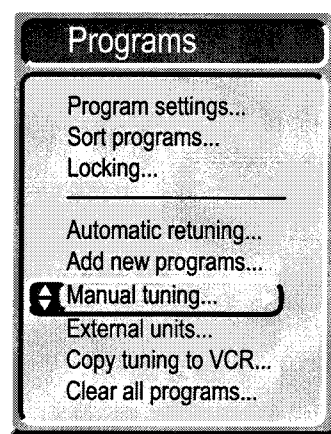 Programs
Program settings...
Sort programs...
Locking...
Automatic retuning...
Add new programs...
Manual tuning...
External units...
Copy tuning to VCR...
Clear all programs...